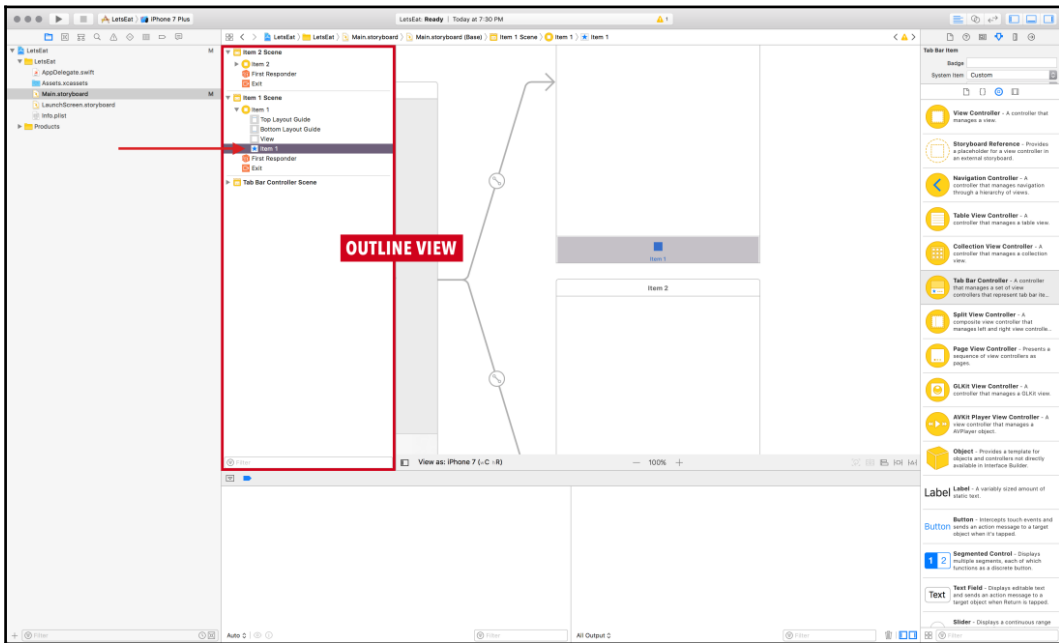 LetsEat
iPhone 7 Plus
LetsEat: Ready | Today at 7:30 PM
1
LetsEat
LetsEat
Main.storyboard
Main.storyboard (Base)
Item 1 Scene
Item 1
Item 1
LetsEat
M
LetsEat
AppDelegate.swift
Assets.xcassets
Main.storyboard
M
LaunchScreen.storyboard
Info.plist
Products
Item 2 Scene
Item 2
First Responder
Exit
Item 1 Scene
Item 1
Top Layout Guide
Bottom Layout Guide
View
Item 1
First Responder
Exit
Tab Bar Controller Scene
OUTLINE VIEW
Item 1
Item 2
Filter
View as: iPhone 7 (wC hR)
100%
Auto
Filter
All Output
Filter
Filter
Tab Bar Item
Badge
System Item
Custom
View Controller - A controller that
manages a view.
Storyboard Reference - Provides
a placeholder for a view controller in
an external storyboard.
Navigation Controller - A
controller that manages navigation
through a hierarchy of views.
Table View Controller - A
controller that manages a table view.
Collection View Controller - A
controller that manages a collection
view.
Tab Bar Controller - A controller
that manages a set of view
controllers that represent tab bar ite...
Split View Controller - A
composite view controller that
manages left and right view controlle...
Page View Controller - Presents a
sequence of view controllers as
pages.
GLKit View Controller - A
controller that manages a GLKit view.
AVKit Player View Controller - A
view controller that manages a
AVPlayer object.
Object - Provides a template for
objects and controllers not directly
available in Interface Builder.
Label
Label - A variably sized amount of
static text.
Button
Button - Intercepts touch events and
sends an action message to a target
object when it's tapped.
1 2
Segmented Control - Displays
multiple segments, each of which
functions as a discrete button.
Text
Text Field - Displays editable text
and sends an action message to a
target object when Return is tapped.
Slider - Displays a continuous range
Filter